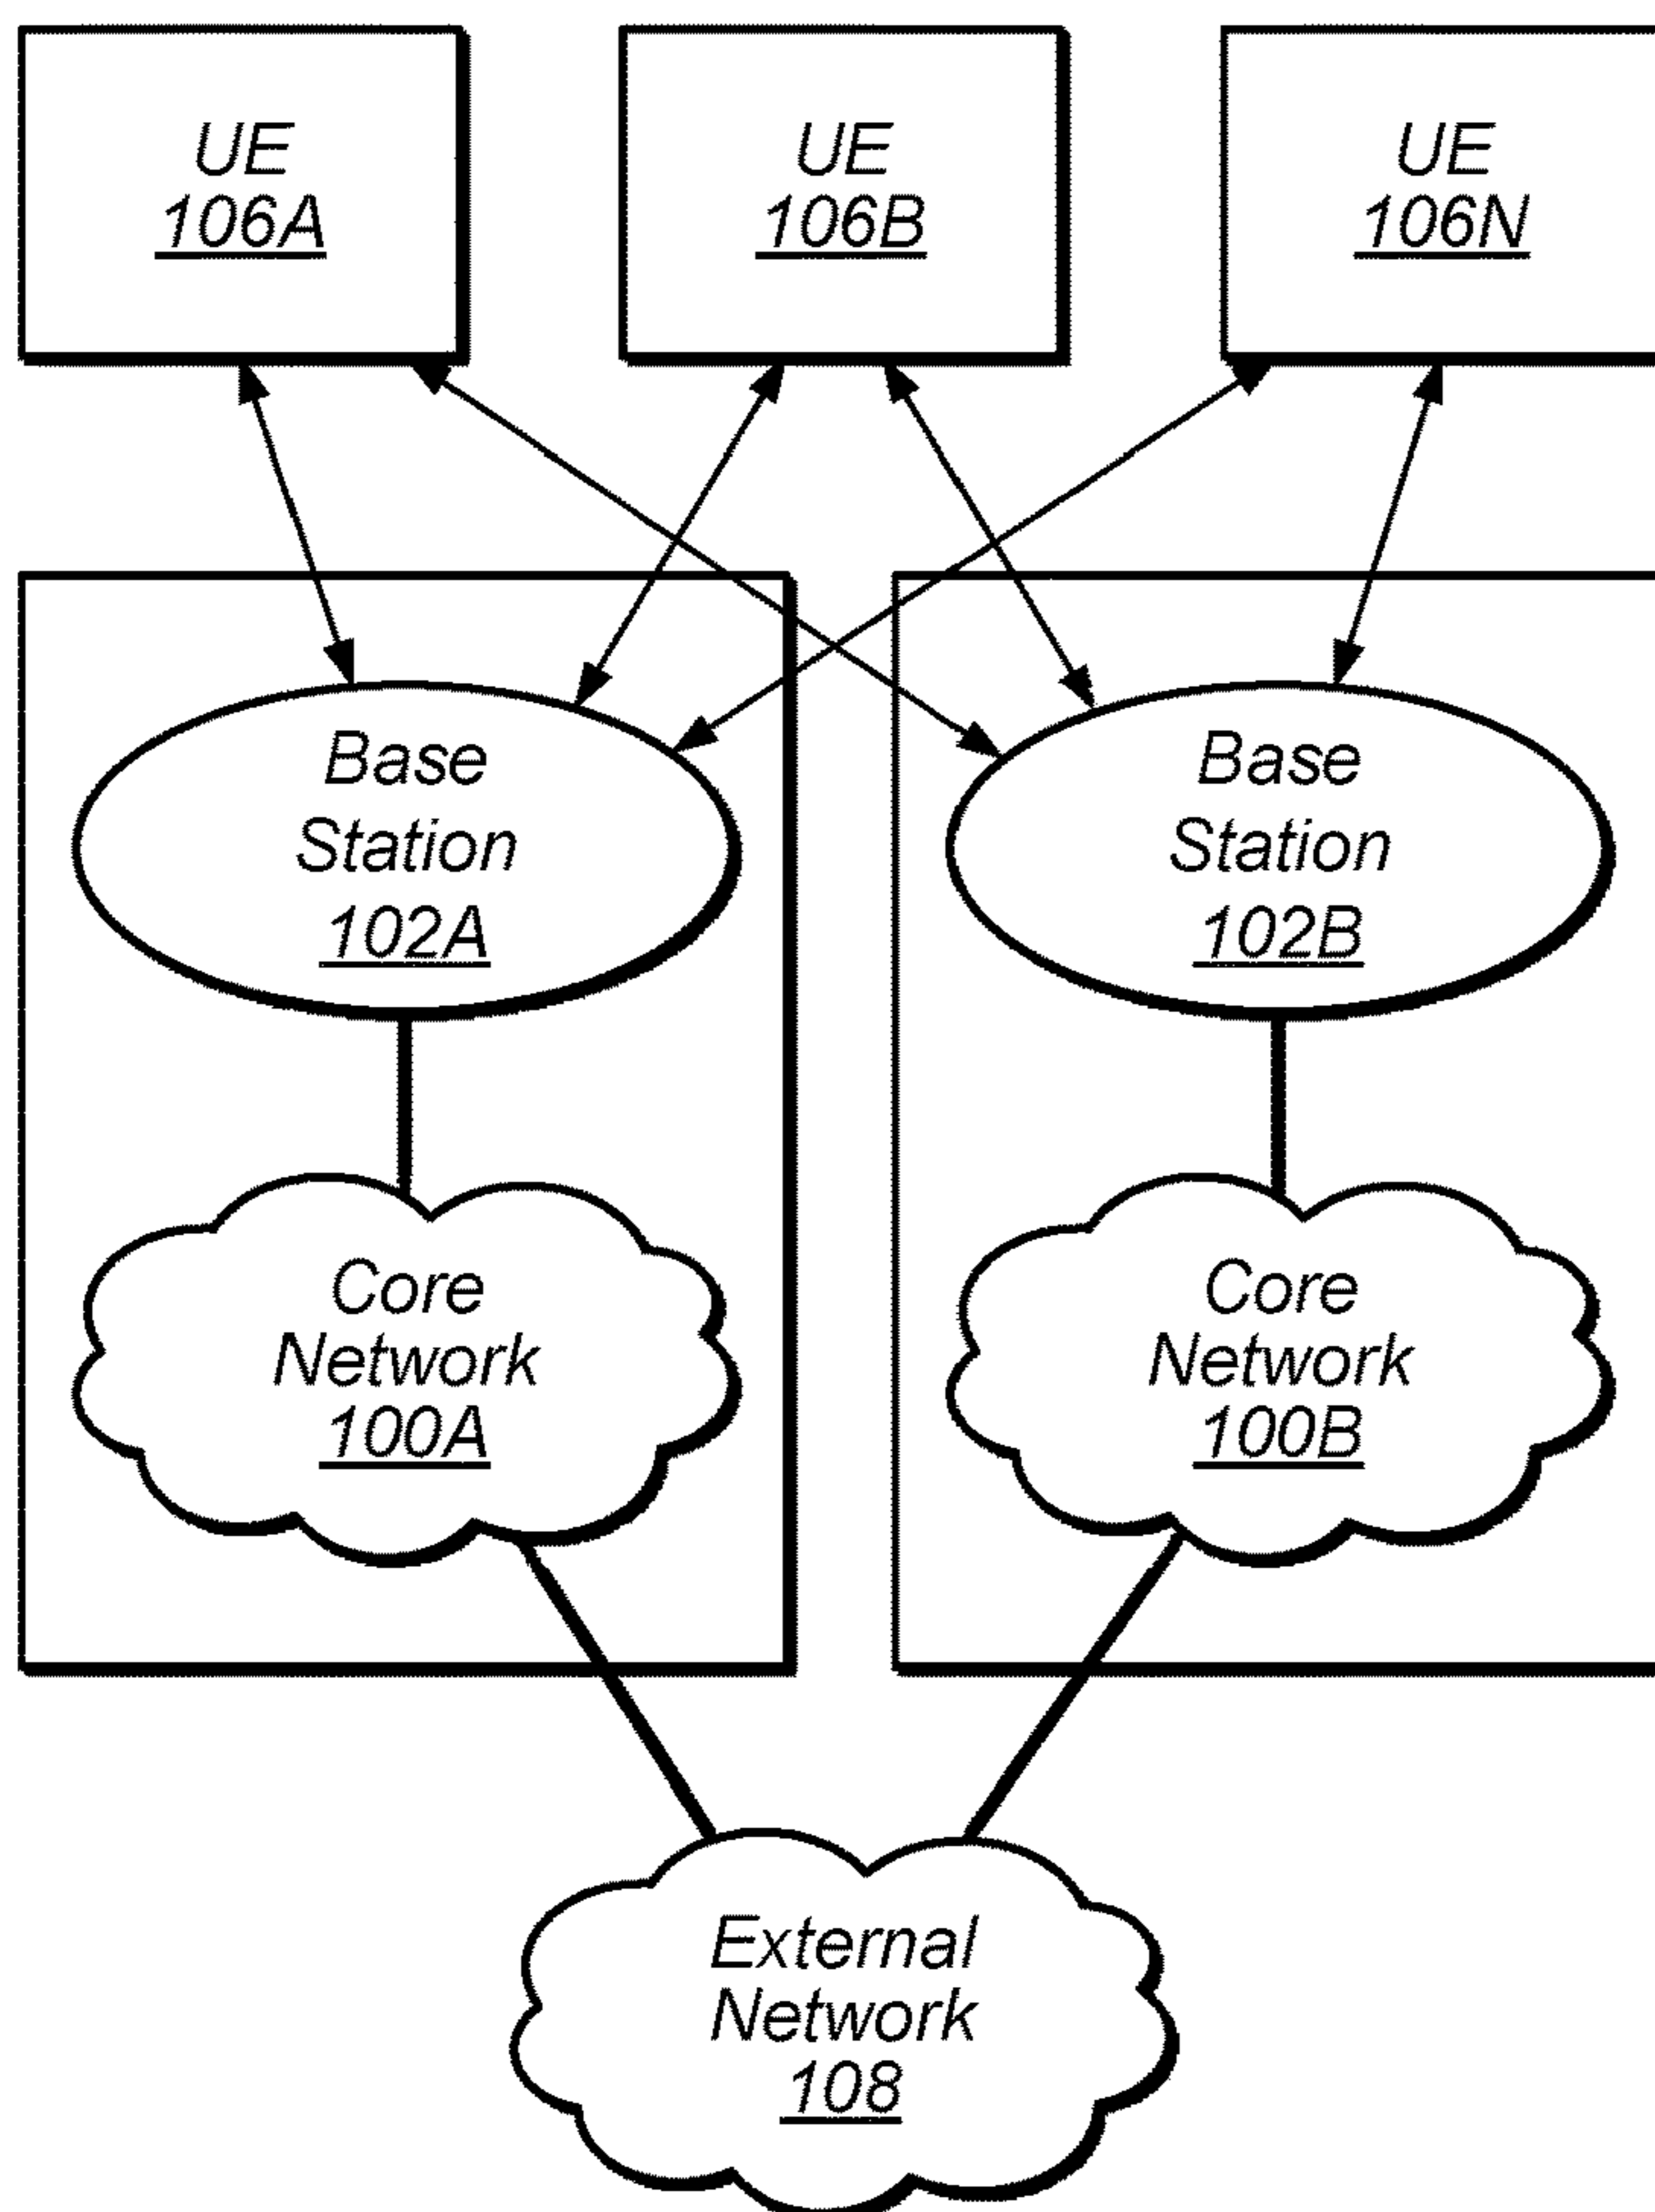 UE
106A
UE
106B
UE
106N
Base
Station
102A
Base
Station
102B
Core
Network
100A
Core
Network
100B
External
Network
108